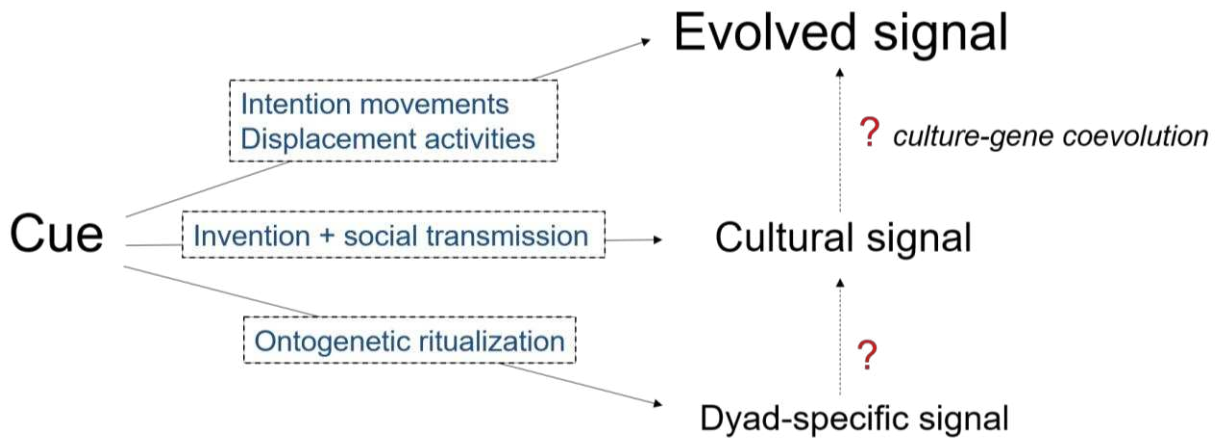 Evolved signal
Intention movements
Displacement activities
? culture-gene coevolution
Cue
Invention + social transmission
Cultural signal
Ontogenetic ritualization
?
Dyad-specific signal